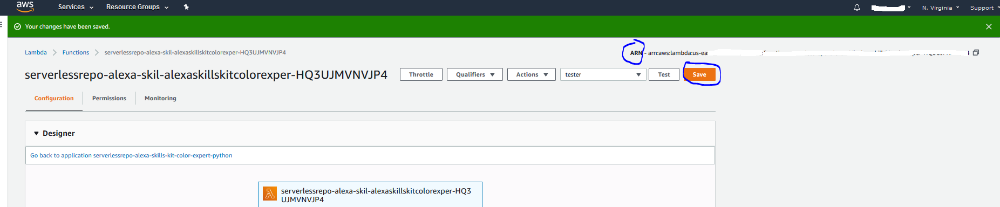 aws Services Resource Groups N. Virginia Support
Your changes have been saved.
Lambda Functions serverlessrepo-alexa-skil-alexaskillskitcolorexper-HQ3UJMVNVJP4
ARN - arn:aws:lambda:us-eas
serverlessrepo-alexa-skil-alexaskillskitcolorexper-HQ3UJMVNVJP4 Throttle Qualifiers Actions tester Test Save
Configuration Permissions Monitoring
Designer
Go back to application serverlessrepo-alexa-skills-kit-color-expert-python
serverlessrepo-alexa-skil-alexaskillskitcolorexper-HQ3
UJMVNVJP4